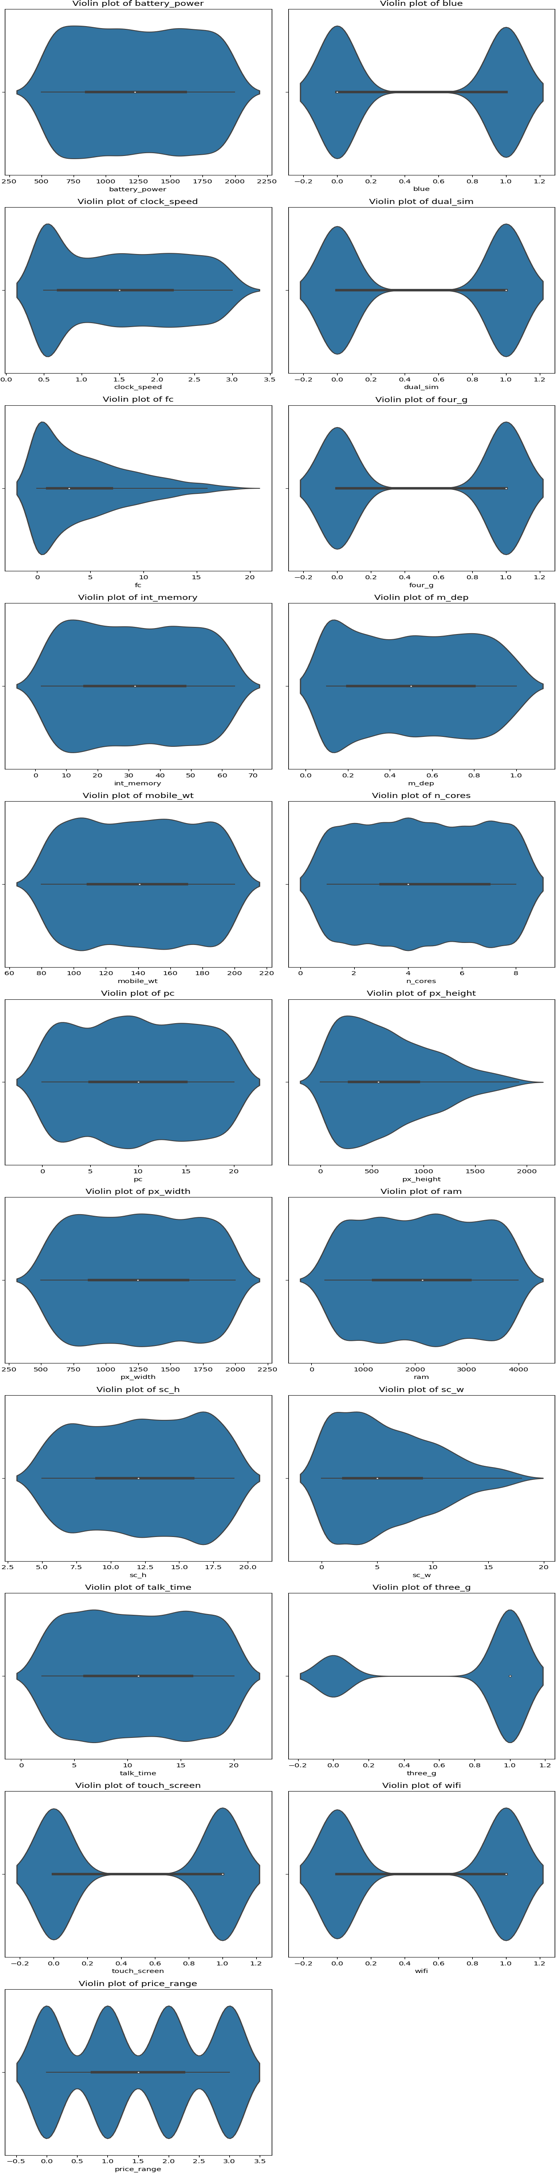 Violin plot of battery_power
250 500 750 1000 1250 1500 1750 2000 2250
battery_power
Violin plot of blue
−0.2 0.0 0.2 0.4 0.6 0.8 1.0 1.2
blue
Violin plot of clock_speed
0.0 0.5 1.0 1.5 2.0 2.5 3.0 3.5
clock_speed
Violin plot of dual_sim
−0.2 0.0 0.2 0.4 0.6 0.8 1.0 1.2
dual_sim
Violin plot of fc
0 5 10 15 20
fc
Violin plot of four_g
−0.2 0.0 0.2 0.4 0.6 0.8 1.0 1.2
four_g
Violin plot of int_memory
0 10 20 30 40 50 60 70
int_memory
Violin plot of m_dep
0.0 0.2 0.4 0.6 0.8 1.0
m_dep
Violin plot of mobile_wt
60 80 100 120 140 160 180 200 220
mobile_wt
Violin plot of n_cores
0 2 4 6 8
n_cores
Violin plot of pc
0 5 10 15 20
pc
Violin plot of px_height
0 500 1000 1500 2000
px_height
Violin plot of px_width
250 500 750 1000 1250 1500 1750 2000 2250
px_width
Violin plot of ram
0 1000 2000 3000 4000
ram
Violin plot of sc_h
2.5 5.0 7.5 10.0 12.5 15.0 17.5 20.0
sc_h
Violin plot of sc_w
0 5 10 15 20
sc_w
Violin plot of talk_time
0 5 10 15 20
talk_time
Violin plot of three_g
−0.2 0.0 0.2 0.4 0.6 0.8 1.0 1.2
three_g
Violin plot of touch_screen
−0.2 0.0 0.2 0.4 0.6 0.8 1.0 1.2
touch_screen
Violin plot of wifi
−0.2 0.0 0.2 0.4 0.6 0.8 1.0 1.2
wifi
Violin plot of price_range
−0.5 0.0 0.5 1.0 1.5 2.0 2.5 3.0 3.5
price_range